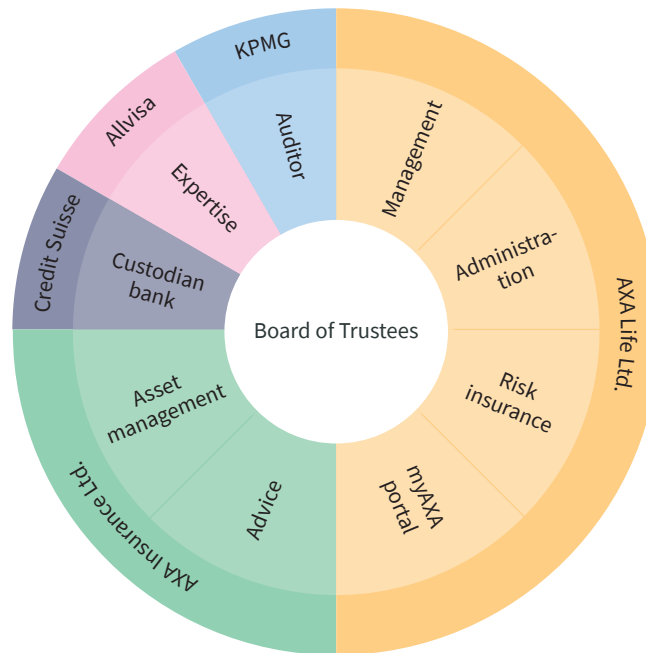 KPMG
Auditor
Allvisa
Expertise
Credit Suisse
Custodian
bank
Board of Trustees
Management
Administra-
tion
AXA Life Ltd.
Risk
insurance
myAXA
portal
Asset
management
Advice
AXA Insurance Ltd.